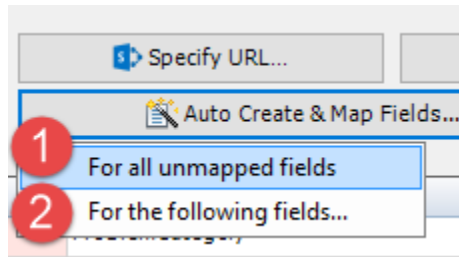 Specify URL...
Auto Create & Map Fields...
1
For all unmapped fields
2
For the following fields...